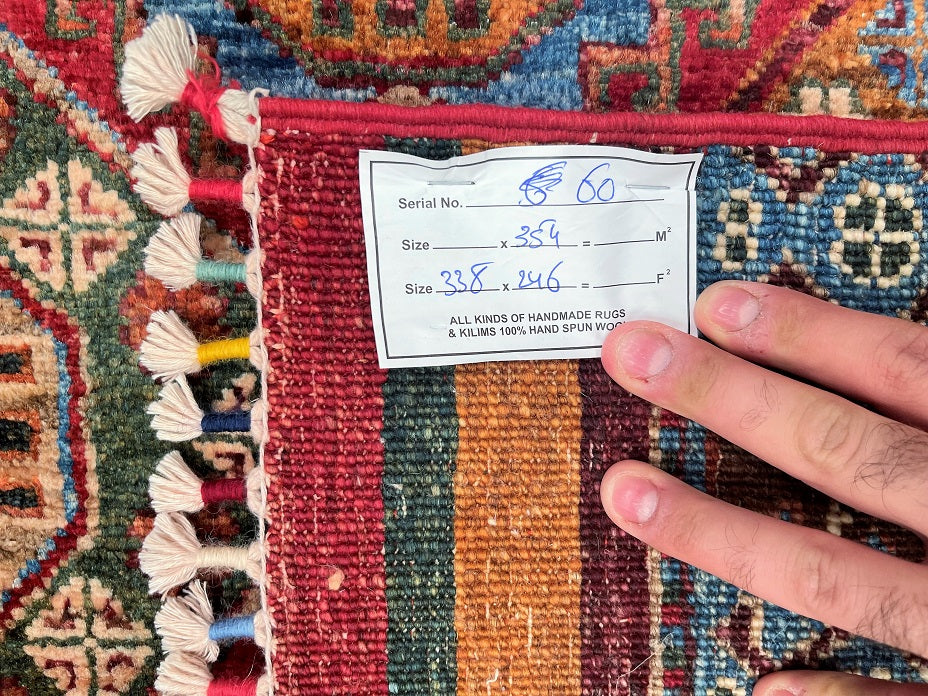 Serial No. 60
Size x 354 = M²
Size 338 x 246 = F²
ALL KINDS OF HANDMADE RUGS
& KILIMS 100% HAND SPUN WOOL